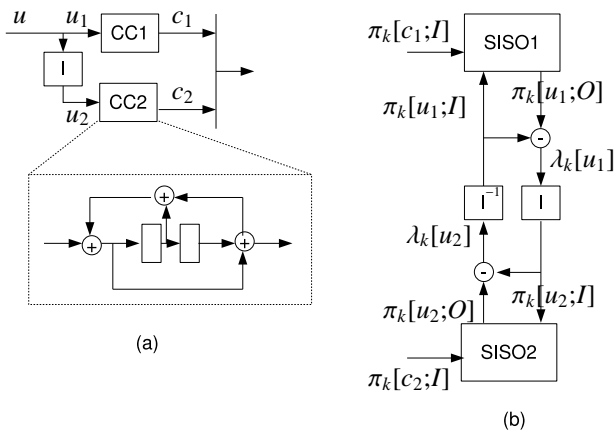 u
u₁
CC1
c₁
I
u₂
CC2
c₂
+
+
+
(a)
πₖ[c₁;I]
SISO1
πₖ[u₁;I]
πₖ[u₁;O]
-
λₖ[u₁]
I⁻¹
I
λₖ[u₂]
-
πₖ[u₂;O]
πₖ[u₂;I]
SISO2
πₖ[c₂;I]
(b)